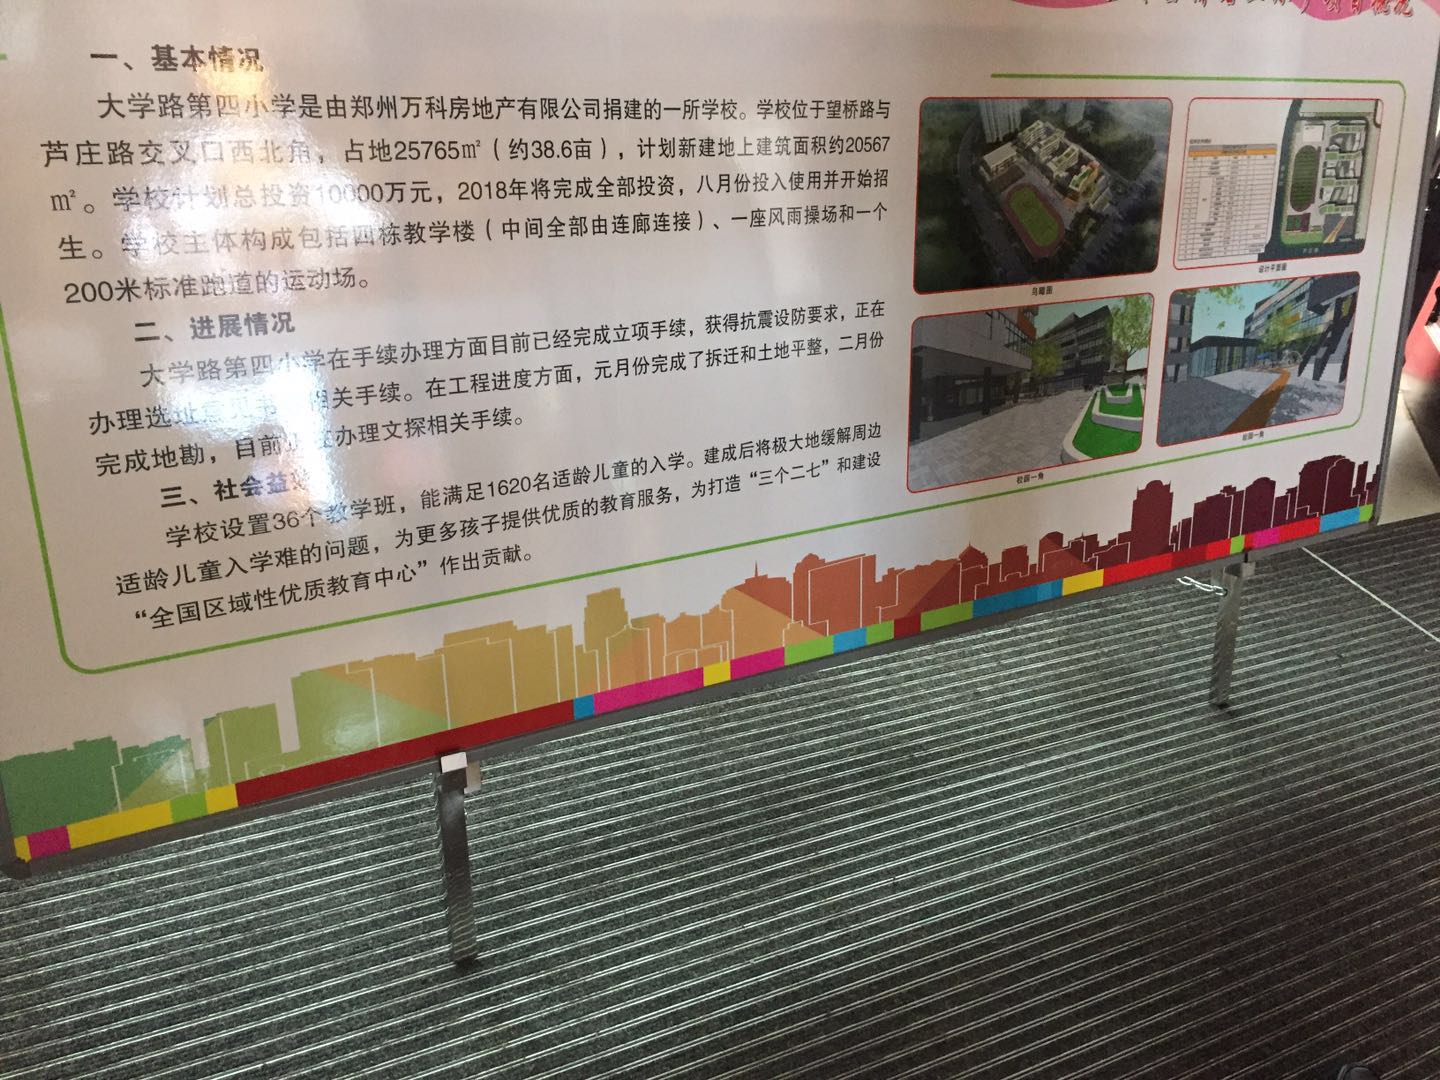 一、基本情况
大学路第四小学是由郑州万科房地产有限公司捐建的一所学校。学校位于望桥路与
芦庄路交叉口西北角，占地25765㎡（约38.6亩），计划新建地上建筑面积约20567
㎡。学校计划总投资10000万元，2018年将完成全部投资，八月份投入使用并开始招
生。学校主体构成包括四栋教学楼（中间全部由连廊连接）、一座风雨操场和一个
200米标准跑道的运动场。
二、进展情况
大学路第四小学在手续办理方面目前已经完成立项手续，获得抗震设防要求，正在
办理选址 相关手续。在工程进度方面，元月份完成了拆迁和土地平整，二月份
完成地勘，目前 办理文探相关手续。
三、社会益
学校设置36个教学班，能满足1620名适龄儿童的入学。建成后将极大地缓解周边
适龄儿童入学难的问题，为更多孩子提供优质的教育服务，为打造“三个二七”和建设
“全国区域性优质教育中心”作出贡献。
鸟瞰图
设计平面图
校园一角
校园一角